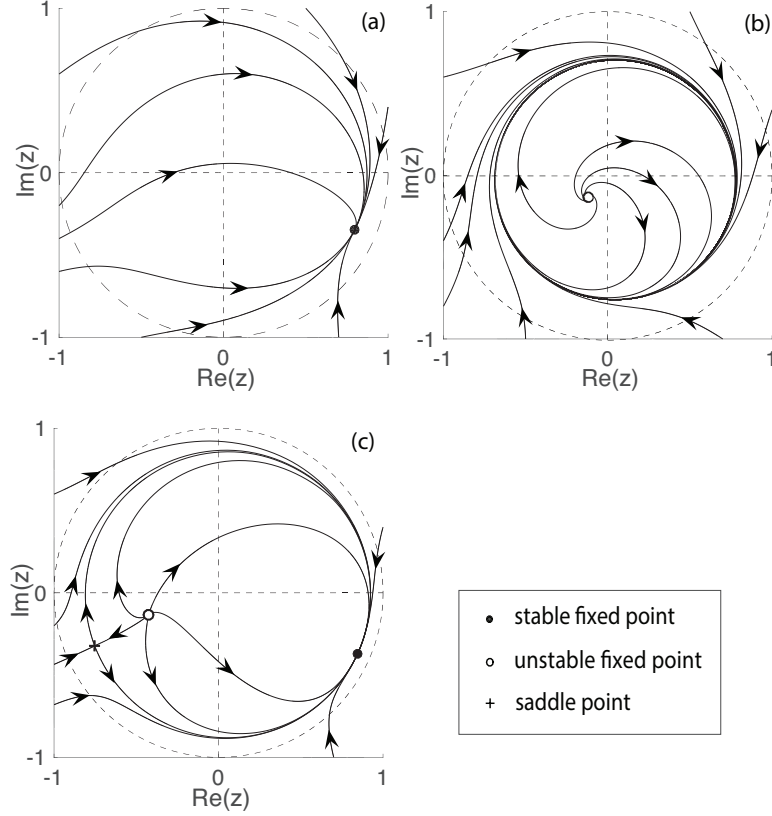 (a)
1
0
-1
Im(z)
-1
0
1
Re(z)
(b)
1
0
-1
Im(z)
-1
0
1
Re(z)
(c)
1
0
-1
Im(z)
-1
0
1
Re(z)
stable fixed point
unstable fixed point
saddle point